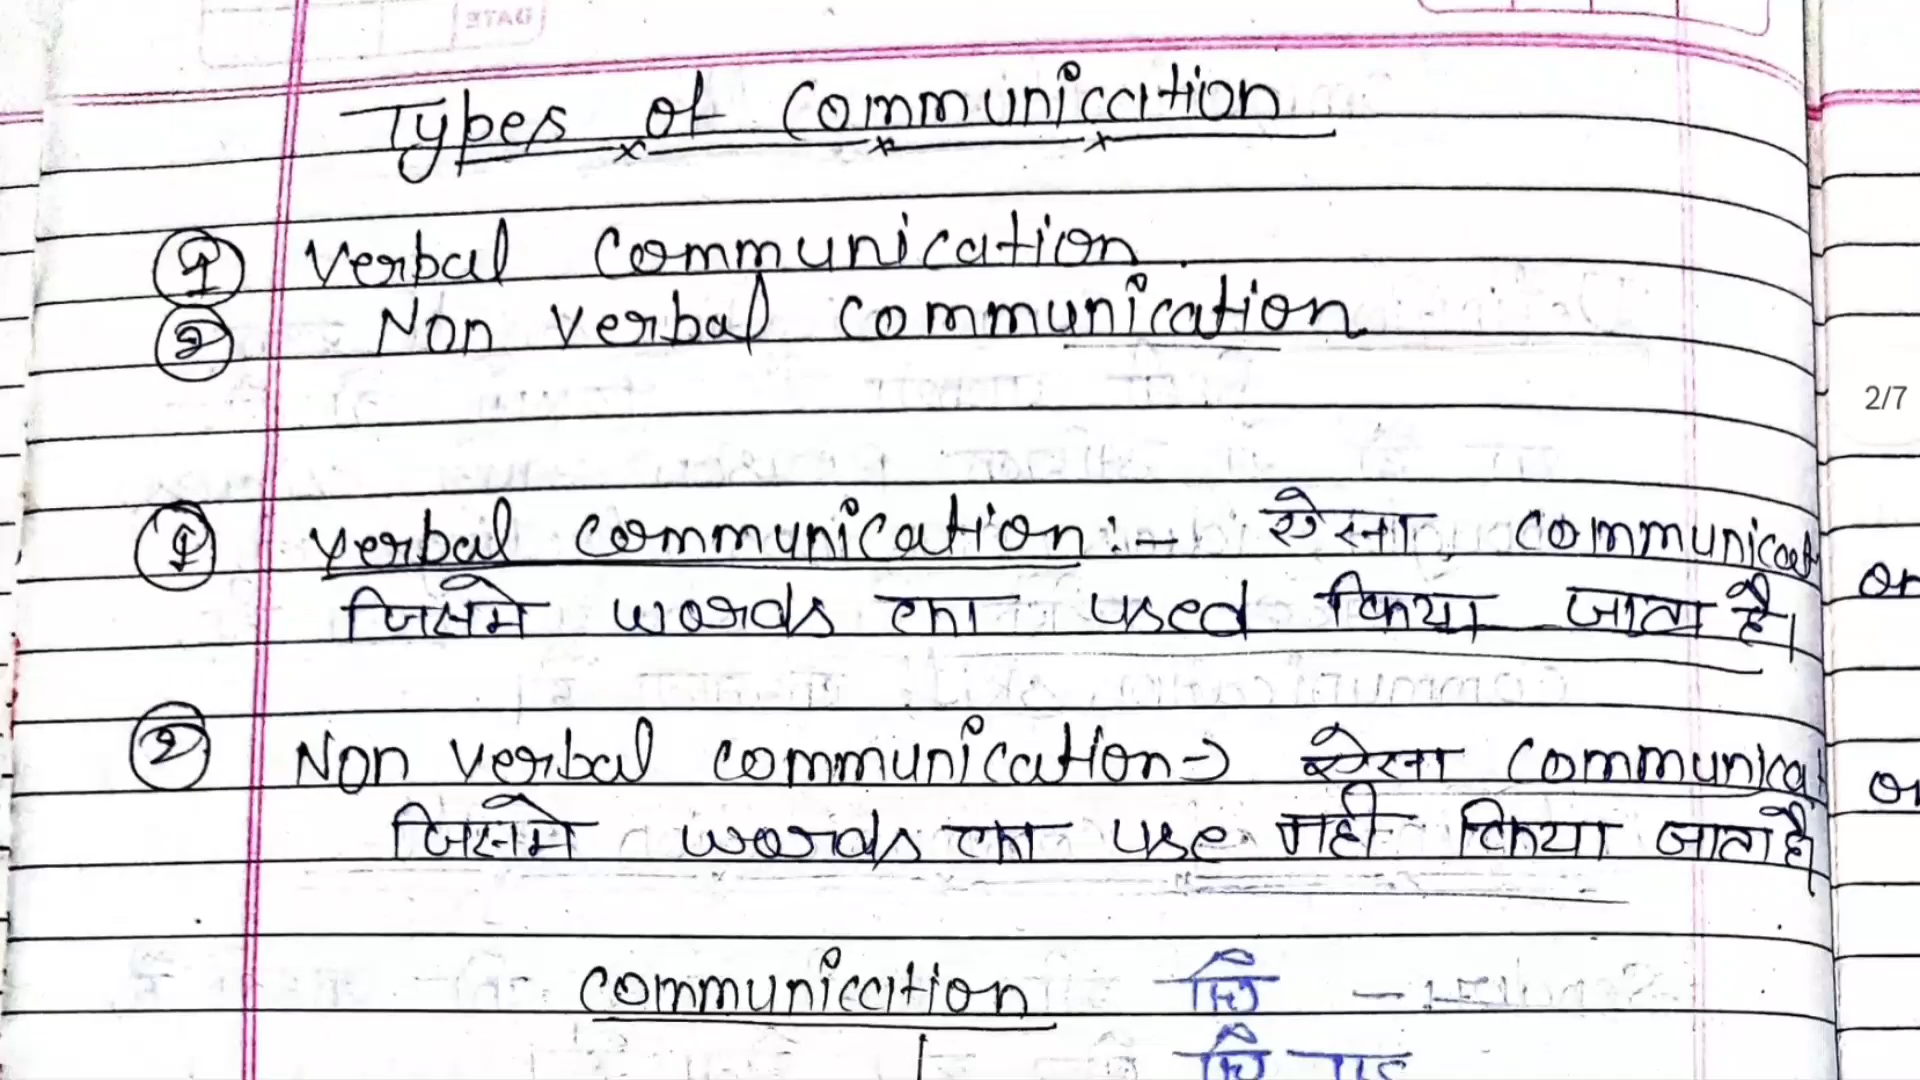 Types of Communication
① Verbal Communication
② Non Verbal Communication
2/7
① Verbal communication :- ऐसा communicat
जिसमे words का used किया जाता है।
② Non verbal communication → ऐसा communica
जिसमे words का use नही किया जाता है
communication